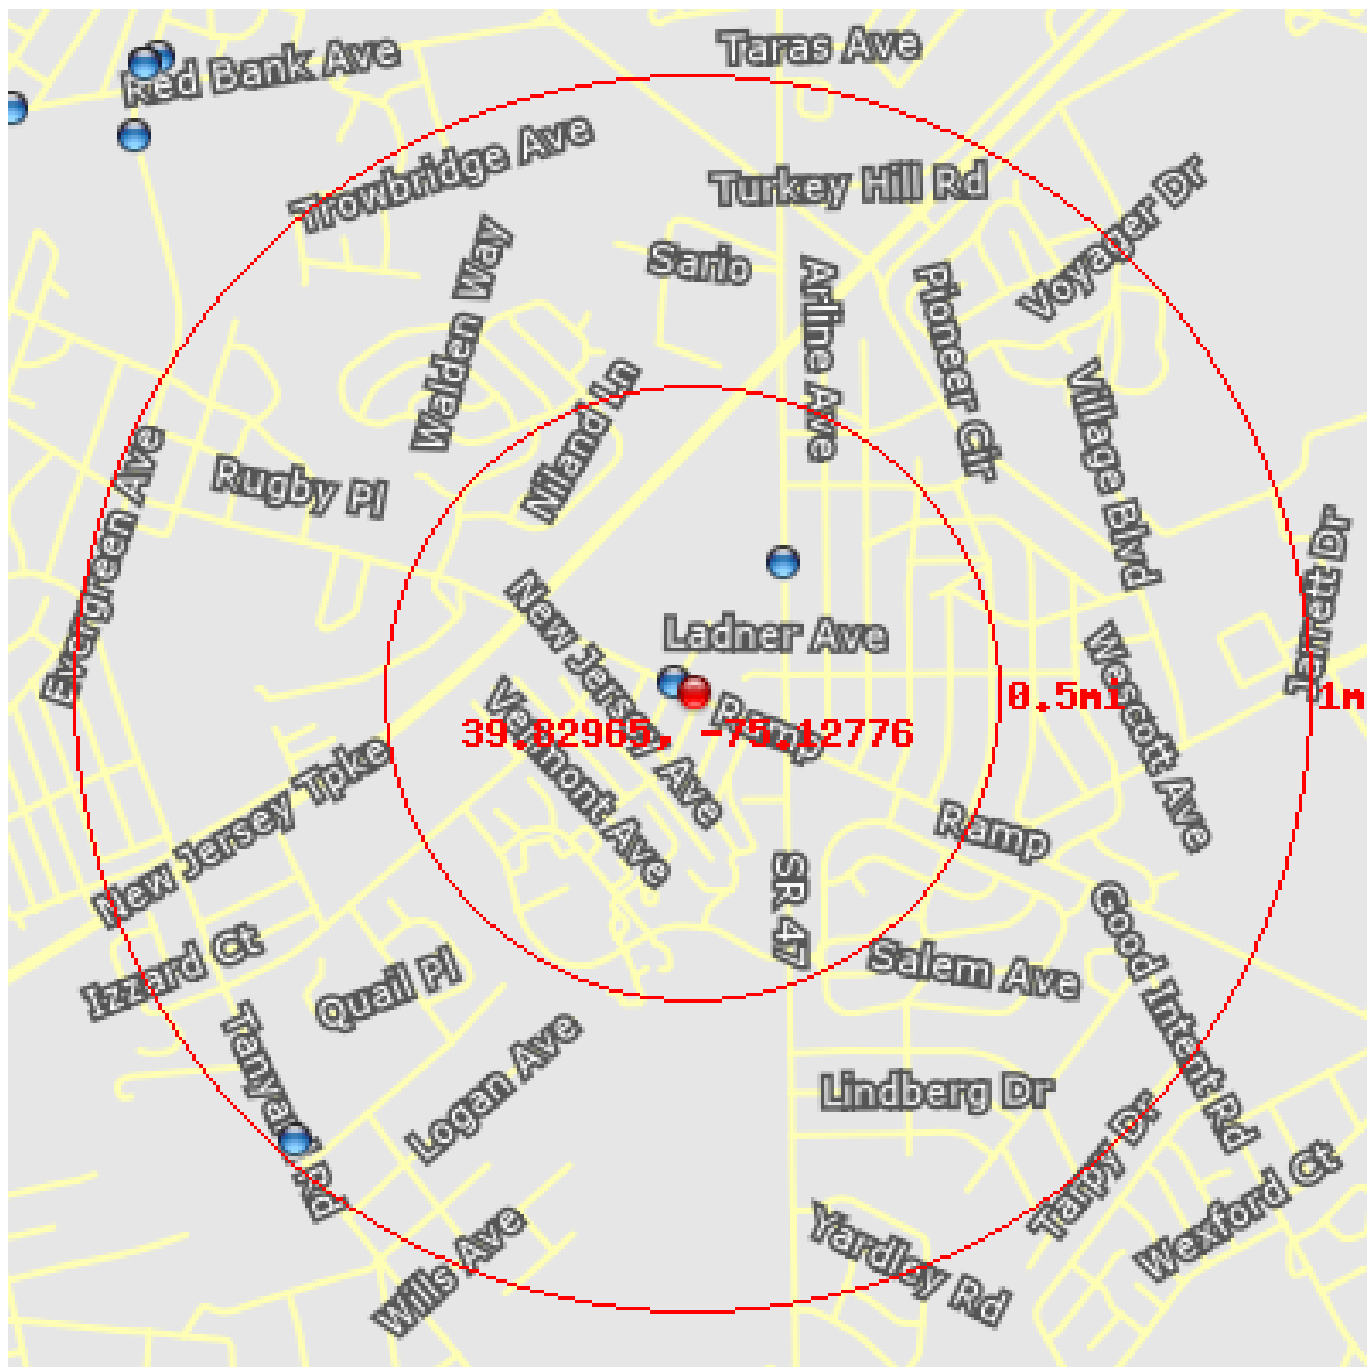 Taras Ave
Red Bank Ave
Trowbridge Ave
Turkey Hill Rd
Voyager Dr
Sario
Walden Way
Arline Ave
Pioneer Cir
Niland Ln
Village Blvd
Evergreen Ave
Rugby Pl
Jarrett Dr
New Jersey Ave
Ladner Ave
Wescott Ave
0.5mi
1m
Ramp
39.82965, -75.12776
Vermont Ave
New Jersey Tpke
Ramp
SR 47
Good Intent Rd
Izzard Ct
Quail Pl
Salem Ave
Tanyard Rd
Logan Ave
Lindberg Dr
Tarpy Dr
Wexford Ct
Wills Ave
Yardley Rd